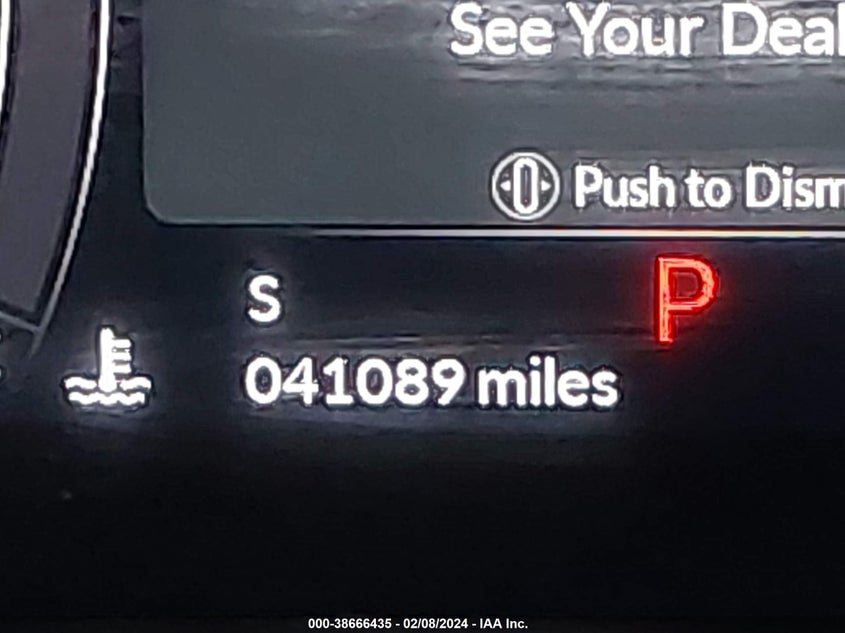 See Your Deal
Push to Dism
S
P
041089 miles
000-38666435 - 02/08/2024 - IAA Inc.